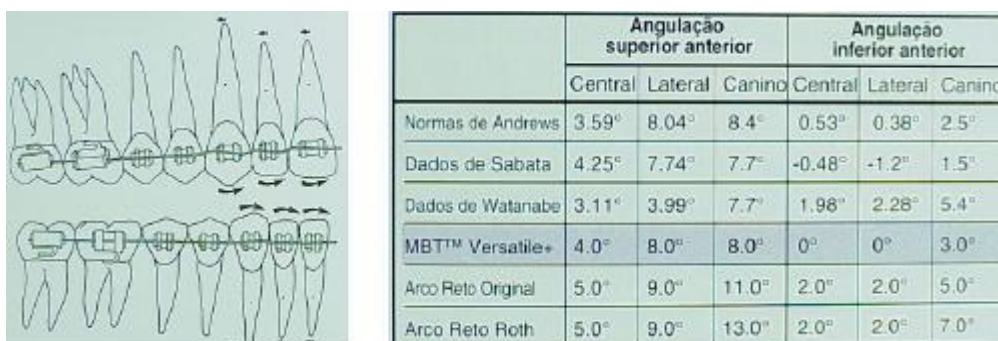 Angulação superior anterior Angulação inferior anterior
Central Lateral Canino Central Lateral Canino
Normas de Andrews 3.59° 8.04° 8.4° 0.53° 0.38° 2.5°
Dados de Sabata 4.25° 7.74° 7.7° -0.48° -1.2° 1.5°
Dados de Watanabe 3.11° 3.99° 7.7° 1.98° 2.28° 5.4°
MBT™ Versatile+ 4.0° 8.0° 8.0° 0° 0° 3.0°
Arco Reto Original 5.0° 9.0° 11.0° 2.0° 2.0° 5.0°
Arco Reto Roth 5.0° 9.0° 13.0° 2.0° 2.0° 7.0°